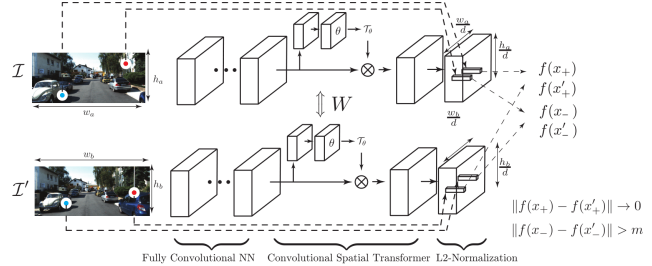 w_a/d
θ
𝒯_θ
h_a/d
ℐ
h_a
f(x_+)
f(x'_+)
w_a
f(x_−)
f(x'_−)
⇕ W
w_b/d
w_b
θ
𝒯_θ
h_b/d
ℐ'
h_b
‖f(x_+) − f(x'_+)‖ → 0
‖f(x_−) − f(x'_−)‖ > m
Fully Convolutional NN
Convolutional Spatial Transformer
L2-Normalization